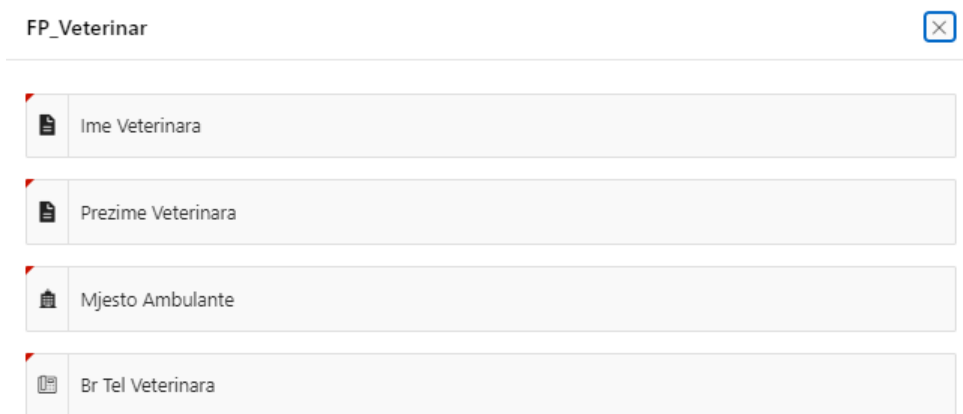 FP_Veterinar
Ime Veterinara
Prezime Veterinara
Mjesto Ambulante
Br Tel Veterinara